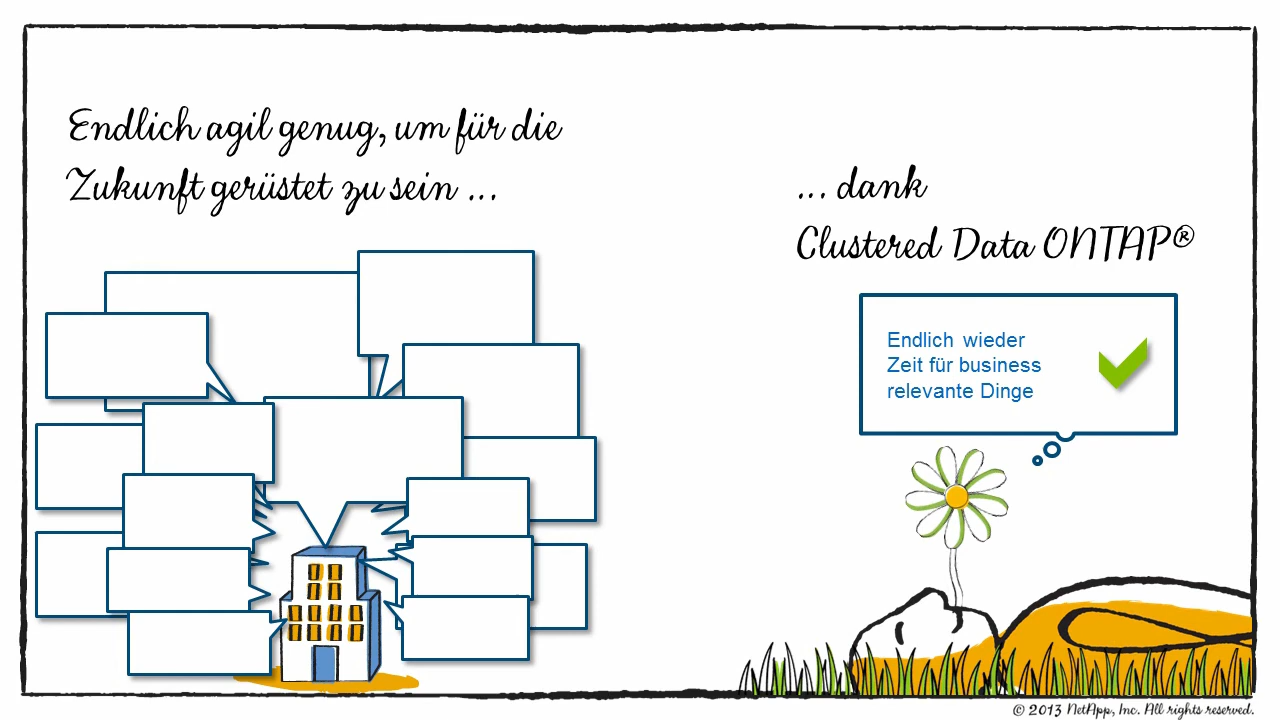 Endlich agil genug, um für die
Zukunft gerüstet zu sein ...
... dank
Clustered Data ONTAP®
Endlich wieder
Zeit für business
relevante Dinge
© 2013 NetApp, Inc. All rights reserved.